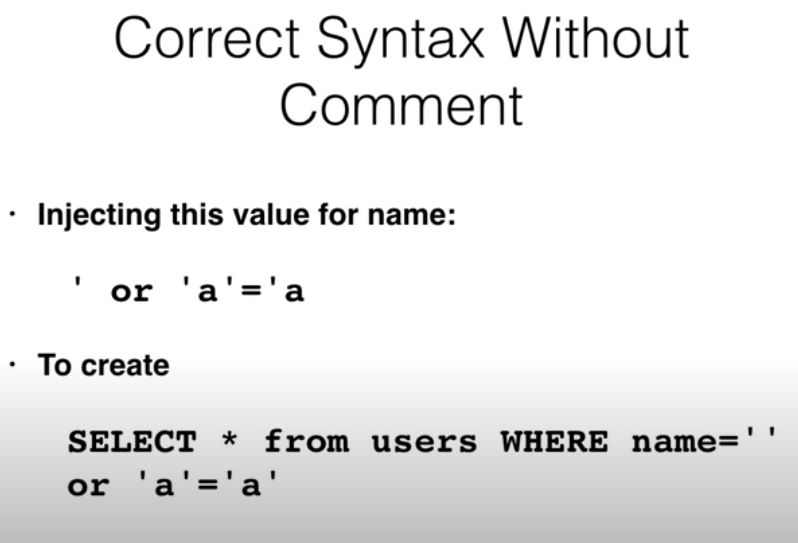 Correct Syntax Without
Comment
· Injecting this value for name:
' or 'a'='a
· To create
SELECT * from users WHERE name=''
or 'a'='a'